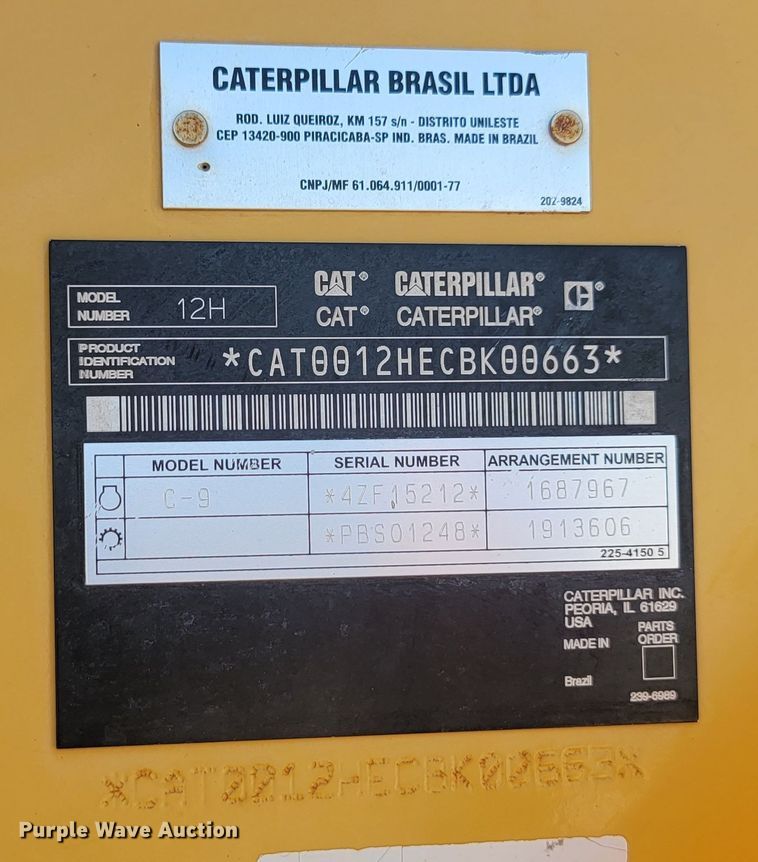 CATERPILLAR BRASIL LTDA
ROD. LUIZ QUEIROZ, KM 157 s/n - DISTRITO UNILESTE
CEP 13420-900 PIRACICABA-SP IND. BRAS. MADE IN BRAZIL
CNPJ/MF 61.064.911/0001-77
202-9824
MODEL NUMBER 12H
CAT® CATERPILLAR® C®
CAT® CATERPILLAR®
PRODUCT IDENTIFICATION NUMBER *CAT0012HECBK00663*
MODEL NUMBER SERIAL NUMBER ARRANGEMENT NUMBER
C-9 *4ZF15212* 1687967
*PBS01248* 1913606
225-4150 5
CATERPILLAR INC.
PEORIA, IL 61629
USA
PARTS ORDER
MADE IN
Brazil
239-6989
*CAT0012HECBK00663*
Purple Wave Auction